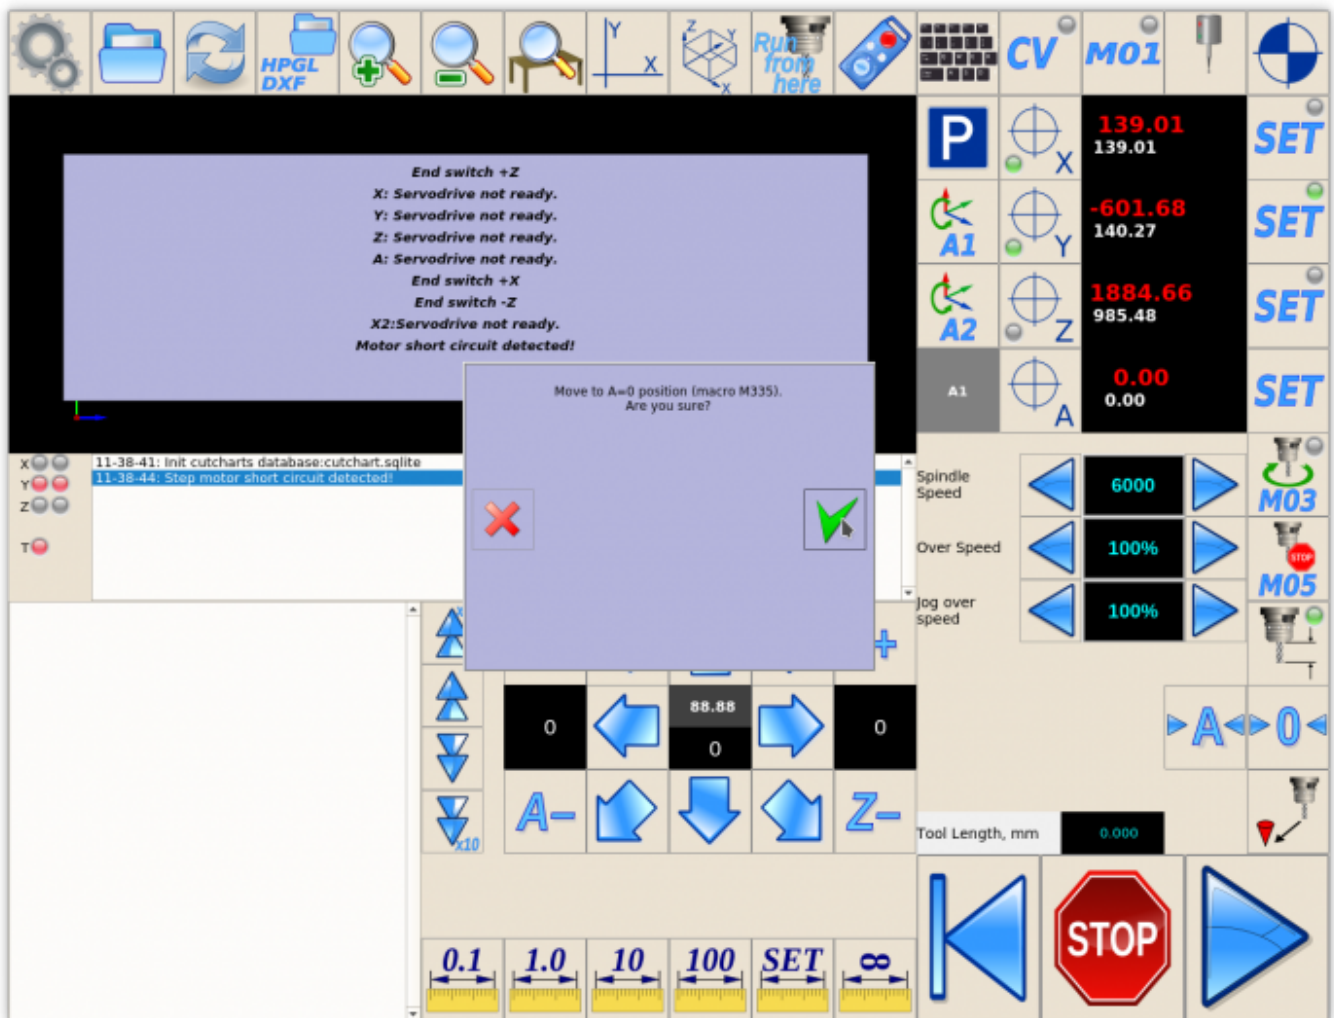 HPGL
DXF
Y
X
Z
Y
X
Run
from
here
CV
M01
End switch +Z
X: Servodrive not ready.
Y: Servodrive not ready.
Z: Servodrive not ready.
A: Servodrive not ready.
End switch +X
End switch -Z
X2:Servodrive not ready.
Motor short circuit detected!
P
X
139.01
139.01
SET
A1
Y
-601.68
140.27
SET
A2
Z
1884.66
985.48
SET
A1
A
0.00
0.00
SET
Move to A=0 position (macro M335).
Are you sure?
X
Y
Z
T
11-38-41: Init cutcharts database:cutchart.sqlite
11-38-44: Step motor short circuit detected!
Spindle
Speed
6000
M03
Over Speed
100%
STOP
M05
Jog over
speed
100%
+
0
88.88
0
0
A
0
A-
Z-
x10
Tool Length, mm
0.000
0.1
1.0
10
100
SET
∞
STOP